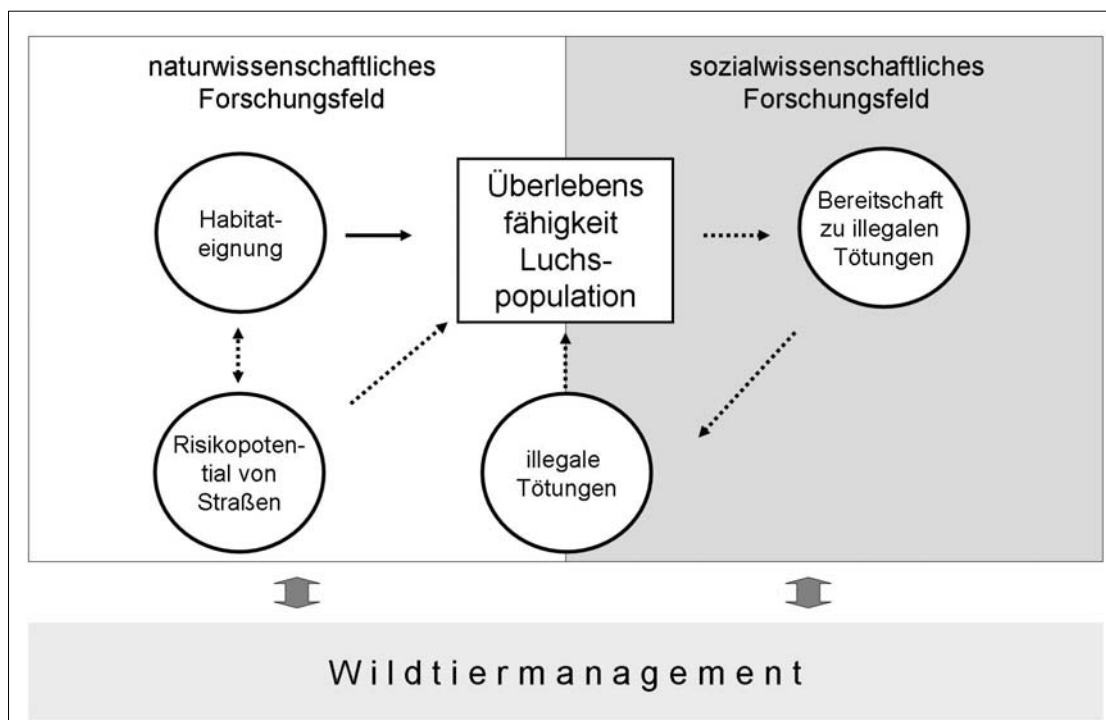 naturwissenschaftliches
Forschungsfeld
sozialwissenschaftliches
Forschungsfeld
Habitat-
eignung
Überlebens
fähigkeit
Luchs-
population
Bereitschaft
zu illegalen
Tötungen
Risikopoten-
tial von
Straßen
illegale
Tötungen
Wildtiermanagement